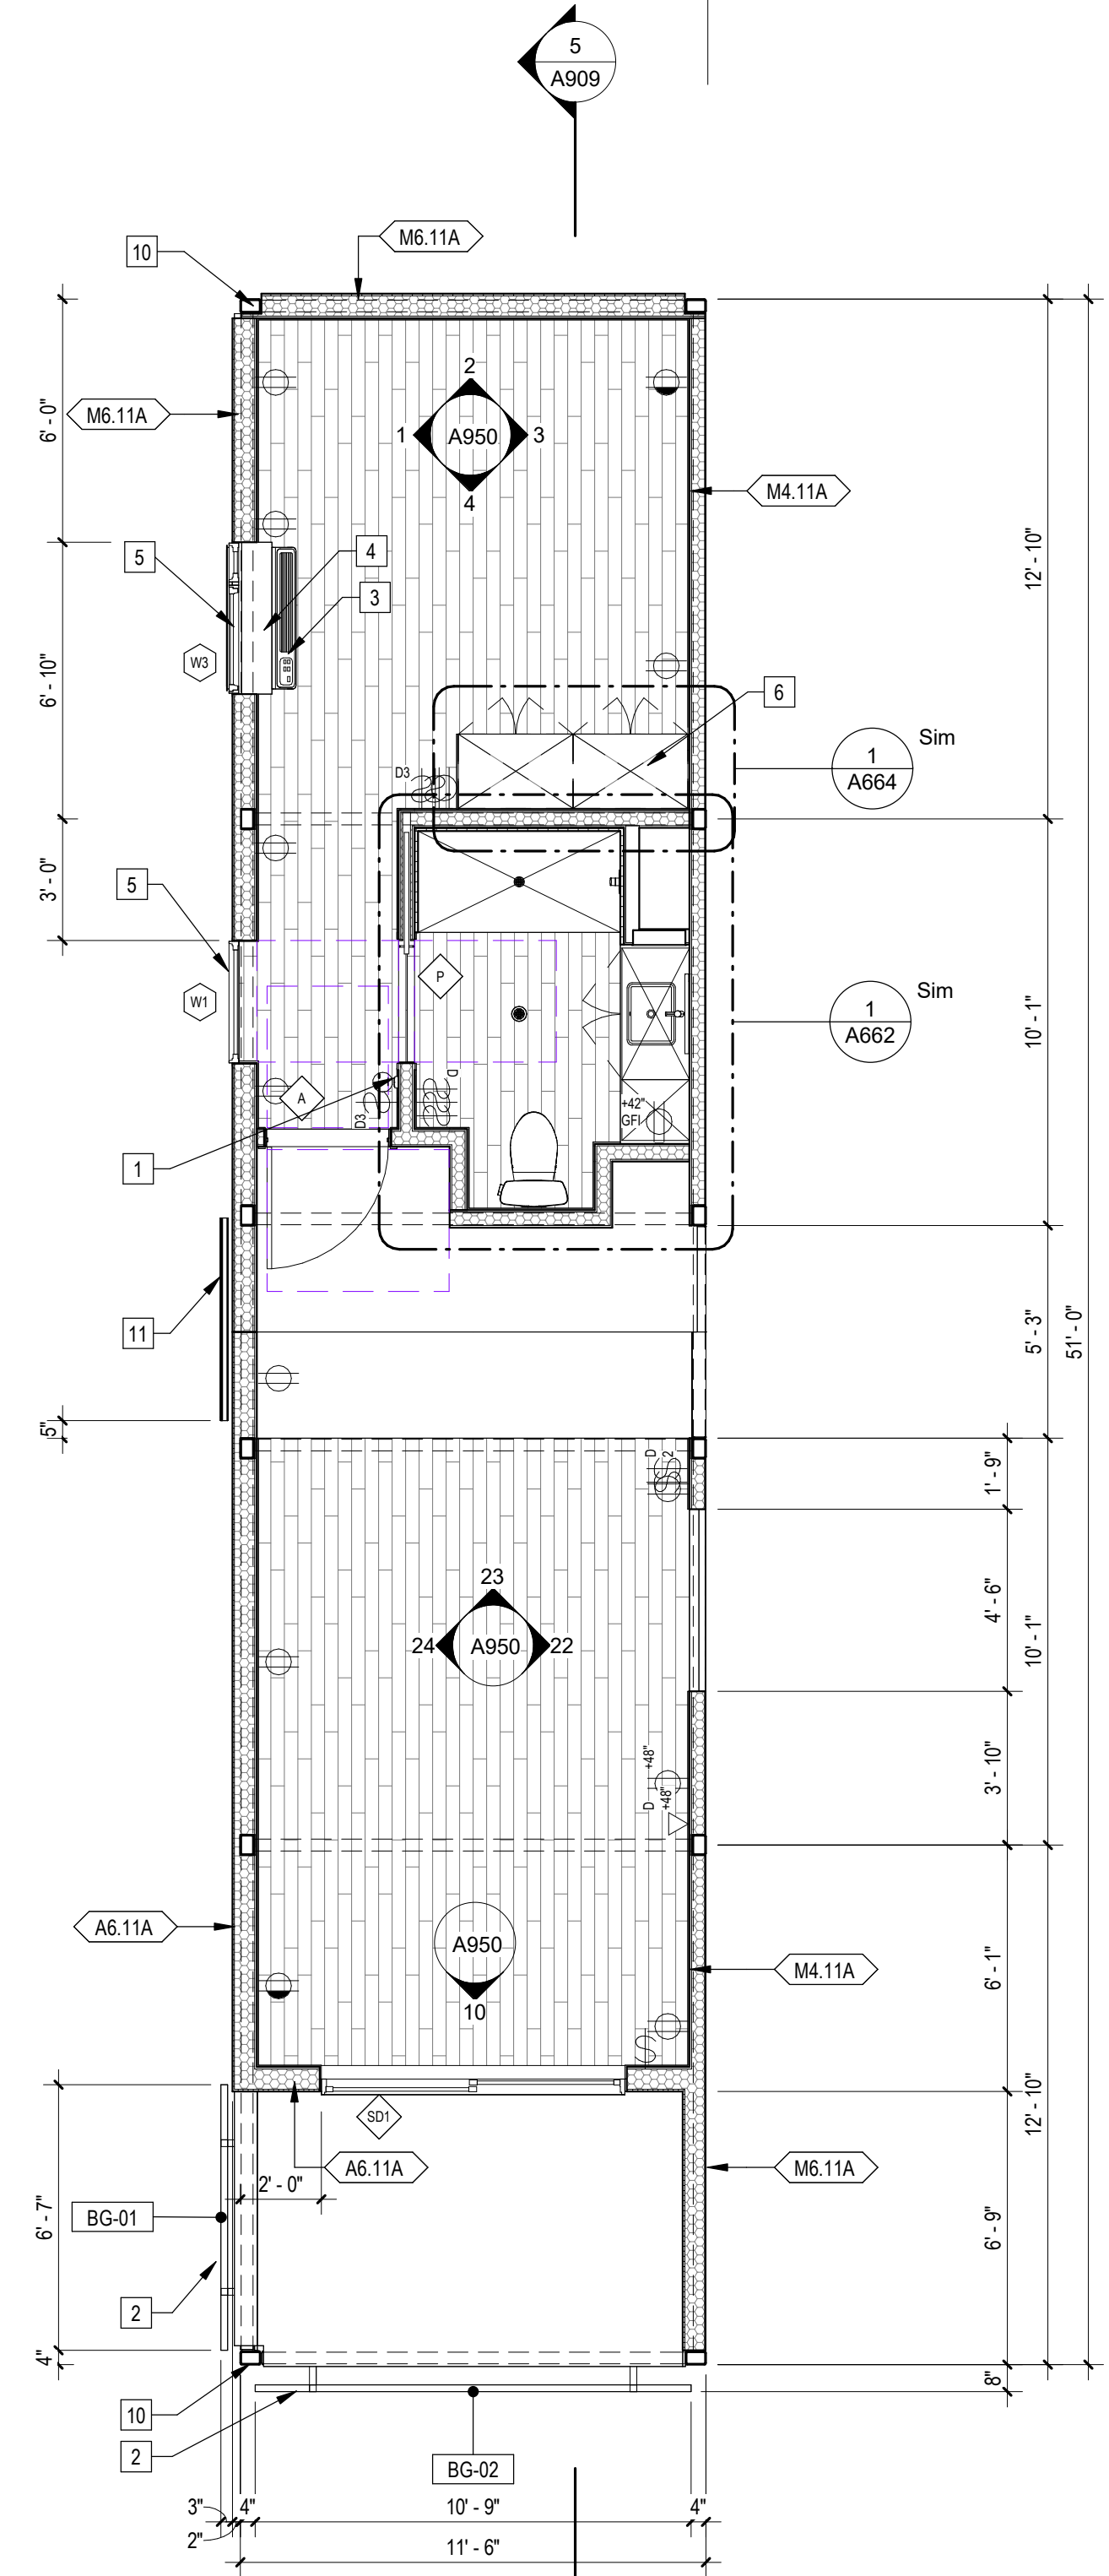 5
A909
M6.11A
10
M6.11A
6' - 0"
2
1
A950
3
4
M4.11A
12' - 10"
5
4
3
W3
6' - 10"
6
1
A664
Sim
D3
3' - 0"
5
P
W1
1
A662
Sim
10' - 1"
A
D3
D
+42"
GFI
1
11
5' - 3"
51' - 0"
5"
D
2
1' - 9"
23
24
A950
22
4' - 6"
10' - 1"
+48"
D
+48"
3' - 10"
A6.11A
A950
10
M4.11A
6' - 1"
SD1
A6.11A
2' - 0"
M6.11A
12' - 10"
6' - 7"
BG-01
2
6' - 9"
4"
10
2
8"
BG-02
3"
2"
4"
10' - 9"
4"
11' - 6"